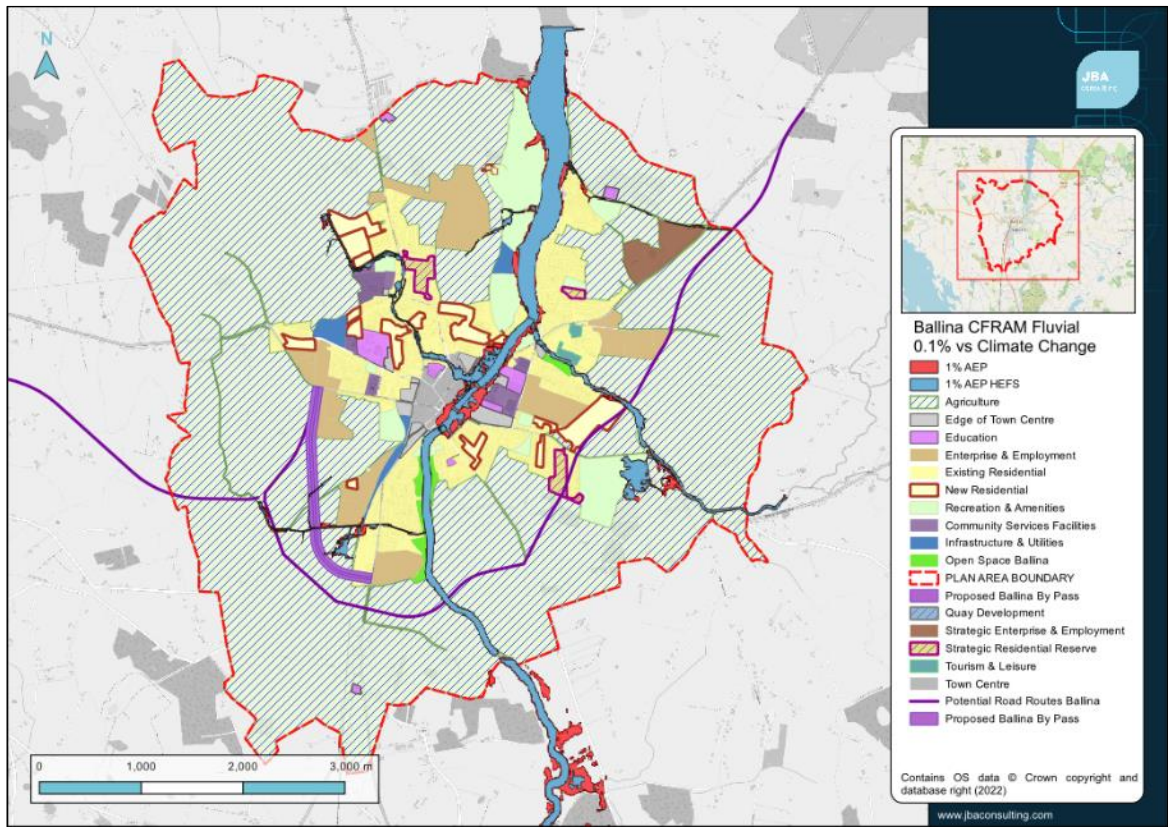 N
JBA
consulting
Ballina CFRAM Fluvial
0.1% vs Climate Change
1% AEP
1% AEP HEFS
Agriculture
Edge of Town Centre
Education
Enterprise & Employment
Existing Residential
New Residential
Recreation & Amenities
Community Services Facilities
Infrastructure & Utilities
Open Space Ballina
PLAN AREA BOUNDARY
Proposed Ballina By Pass
Quay Development
Strategic Enterprise & Employment
Strategic Residential Reserve
Tourism & Leisure
Town Centre
Potential Road Routes Ballina
Proposed Ballina By Pass
0 1,000 2,000 3,000 m
Contains OS data © Crown copyright and
database right (2022)
www.jbaconsulting.com